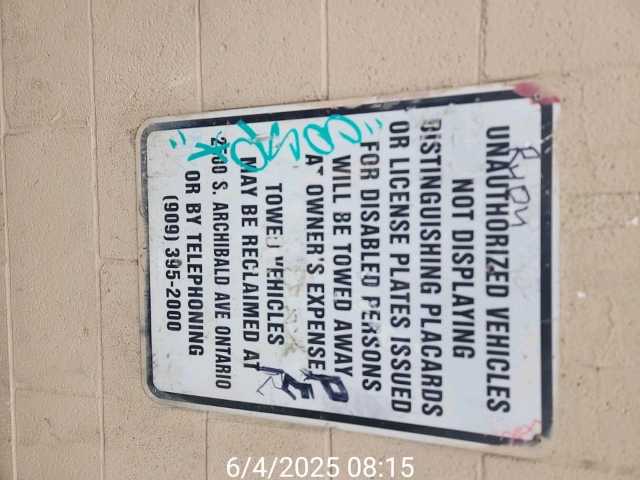 UNAUTHORIZED VEHICLES
NOT DISPLAYING
DISTINGUISHING PLACARDS
OR LICENSE PLATES ISSUED
FOR DISABLED PERSONS
WILL BE TOWED AWAY
AT OWNER'S EXPENSE
TOWED VEHICLES
MAY BE RECLAIMED AT
S. ARCHIBALD AVE ONTARIO
OR BY TELEPHONING
(909) 395-2000
6/4/2025 08:15